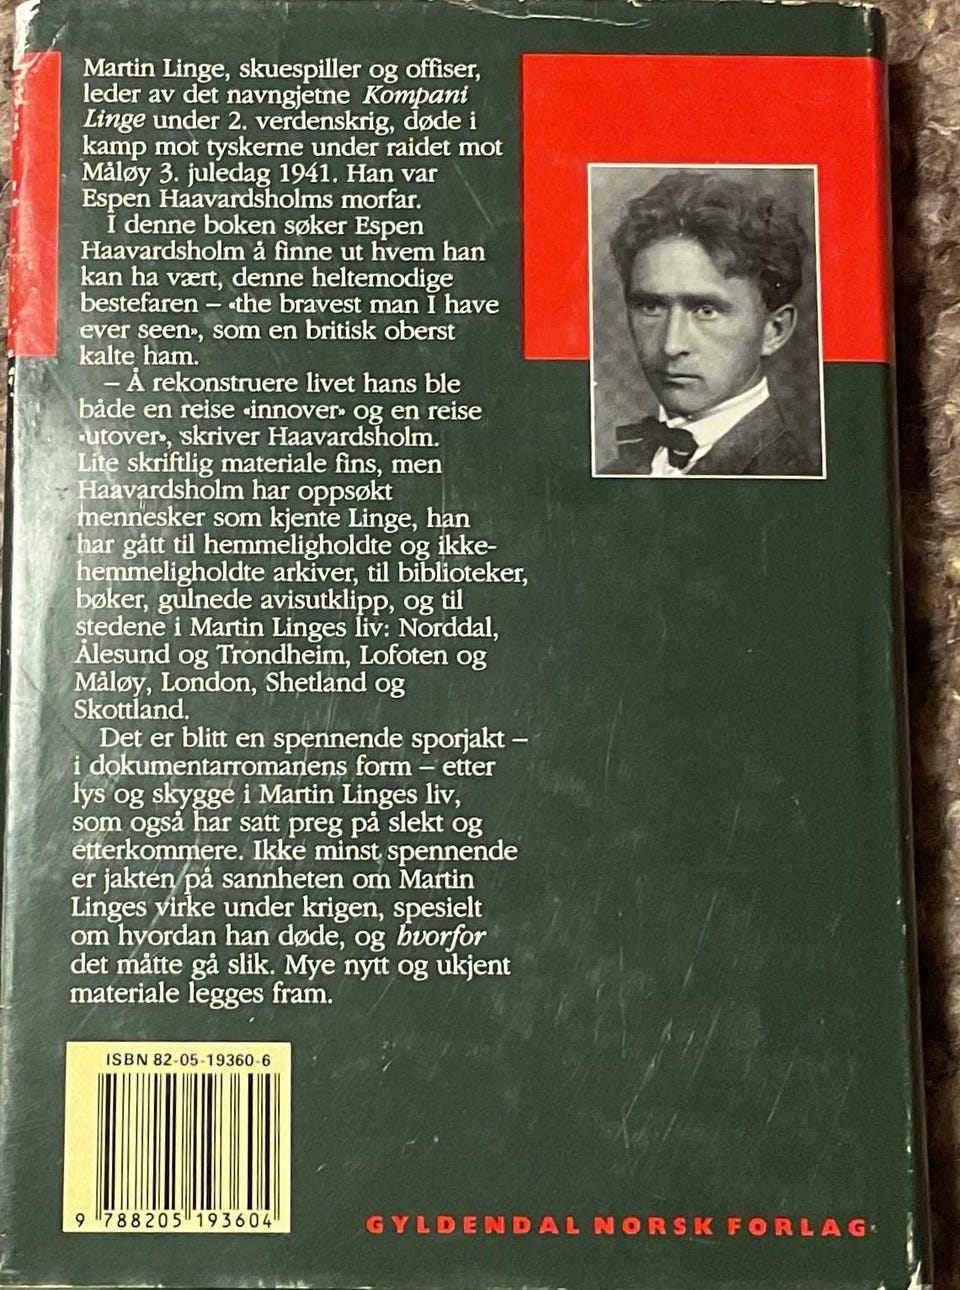 Martin Linge, skuespiller og offiser,
leder av det navngjetne Kompani
Linge under 2. verdenskrig, døde i
kamp mot tyskerne under raidet mot
Måløy 3. juledag 1941. Han var
Espen Haavardsholms morfar.
I denne boken søker Espen
Haavardsholm å finne ut hvem han
kan ha vært, denne heltemodige
bestefaren – «the bravest man I have
ever seen», som en britisk oberst
kalte ham.
– Å rekonstruere livet hans ble
både en reise «innover» og en reise
«utover», skriver Haavardsholm.
Lite skriftlig materiale fins, men
Haavardsholm har oppsøkt
mennesker som kjente Linge, han
har gått til hemmeligholdte og ikke-
hemmeligholdte arkiver, til biblioteker,
bøker, gulnede avisutklipp, og til
stedene i Martin Linges liv: Norddal,
Ålesund og Trondheim, Lofoten og
Måløy, London, Shetland og
Skottland.
Det er blitt en spennende sporjakt –
i dokumentarromanens form – etter
lys og skygge i Martin Linges liv,
som også har satt preg på slekt og
etterkommere. Ikke minst spennende
er jakten på sannheten om Martin
Linges virke under krigen, spesielt
om hvordan han døde, og hvorfor
det måtte gå slik. Mye nytt og ukjent
materiale legges fram.
ISBN 82-05-19360-6
9 788205 193604
GYLDENDAL NORSK FORLAG